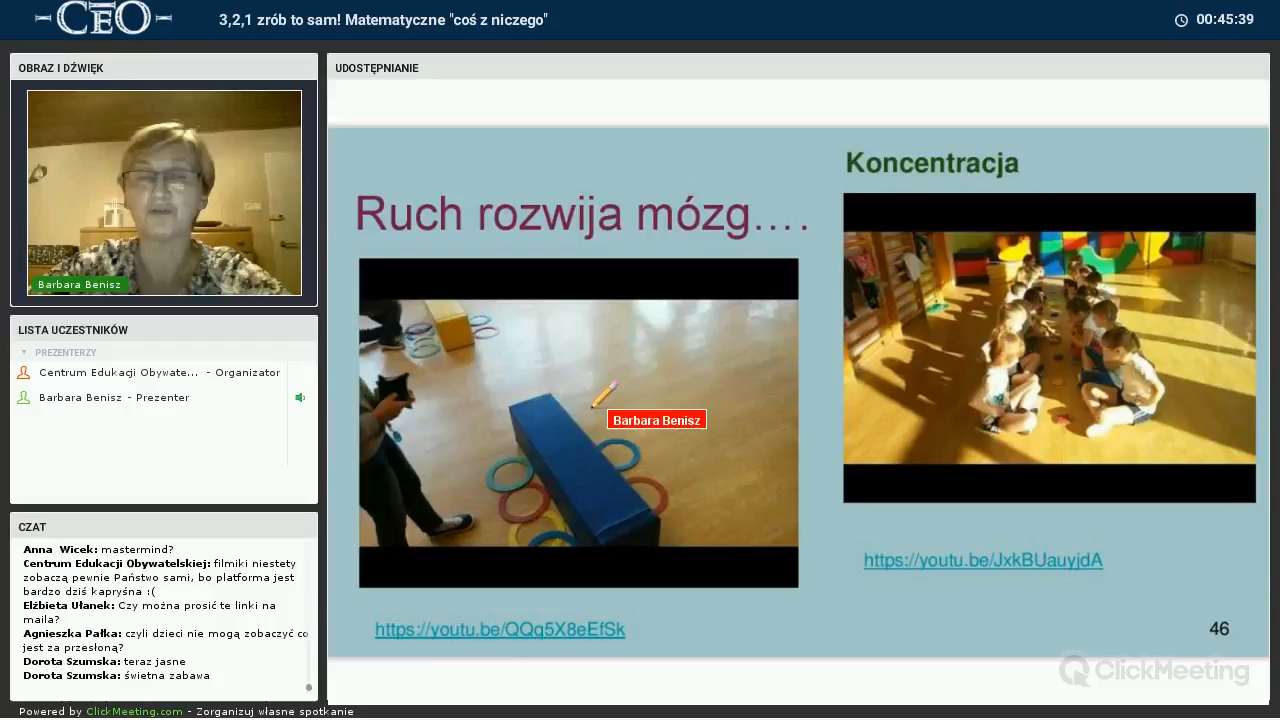 CEO
3,2,1 zrób to sam! Matematyczne "coś z niczego"
00:45:39
OBRAZ I DŹWIĘK
Barbara Benisz
LISTA UCZESTNIKÓW
PREZENTERZY
Centrum Edukacji Obywate... - Organizator
Barbara Benisz - Prezenter
CZAT
Anna Wicek: mastermind?
Centrum Edukacji Obywatelskiej: filmiki niestety
zobaczą pewnie Państwo sami, bo platforma jest
bardzo dziś kapryśna :(
Elżbieta Ułanek: Czy można prosić te linki na
maila?
Agnieszka Pałka: czyli dzieci nie mogą zobaczyć co
jest za przesłoną?
Dorota Szumska: teraz jasne
Dorota Szumska: świetna zabawa
UDOSTĘPNIANIE
Koncentracja
Ruch rozwija mózg....
Barbara Benisz
https://youtu.be/JxkBUauyjdA
https://youtu.be/QQq5X8eEfSk
46
ClickMeeting
Powered by ClickMeeting.com - Zorganizuj własne spotkanie